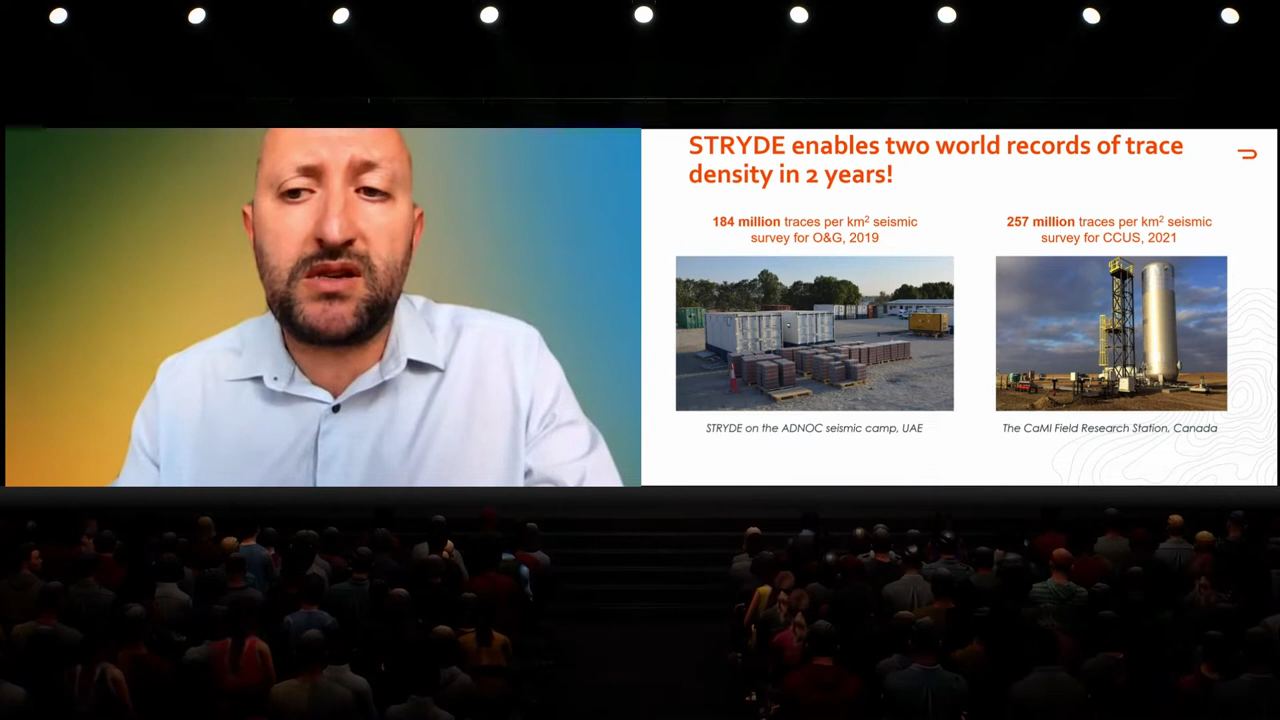 STRYDE enables two world records of trace
density in 2 years!
184 million traces per km² seismic
survey for O&G, 2019
257 million traces per km² seismic
survey for CCUS, 2021
STRYDE on the ADNOC seismic camp, UAE
The CaMI Field Research Station, Canada